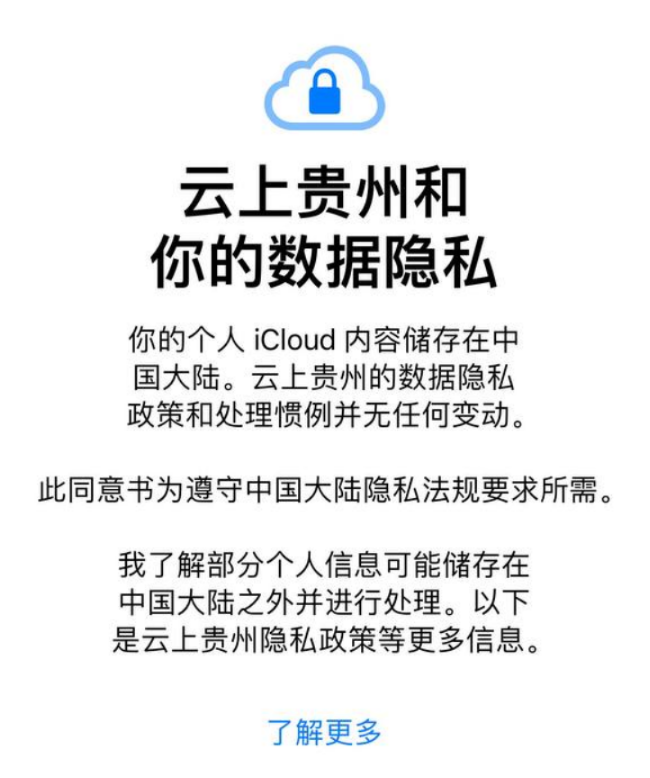 云上贵州和
你的数据隐私
你的个人 iCloud 内容储存在中
国大陆。云上贵州的数据隐私
政策和处理惯例并无任何变动。
此同意书为遵守中国大陆隐私法规要求所需。
我了解部分个人信息可能储存在
中国大陆之外并进行处理。以下
是云上贵州隐私政策等更多信息。
了解更多